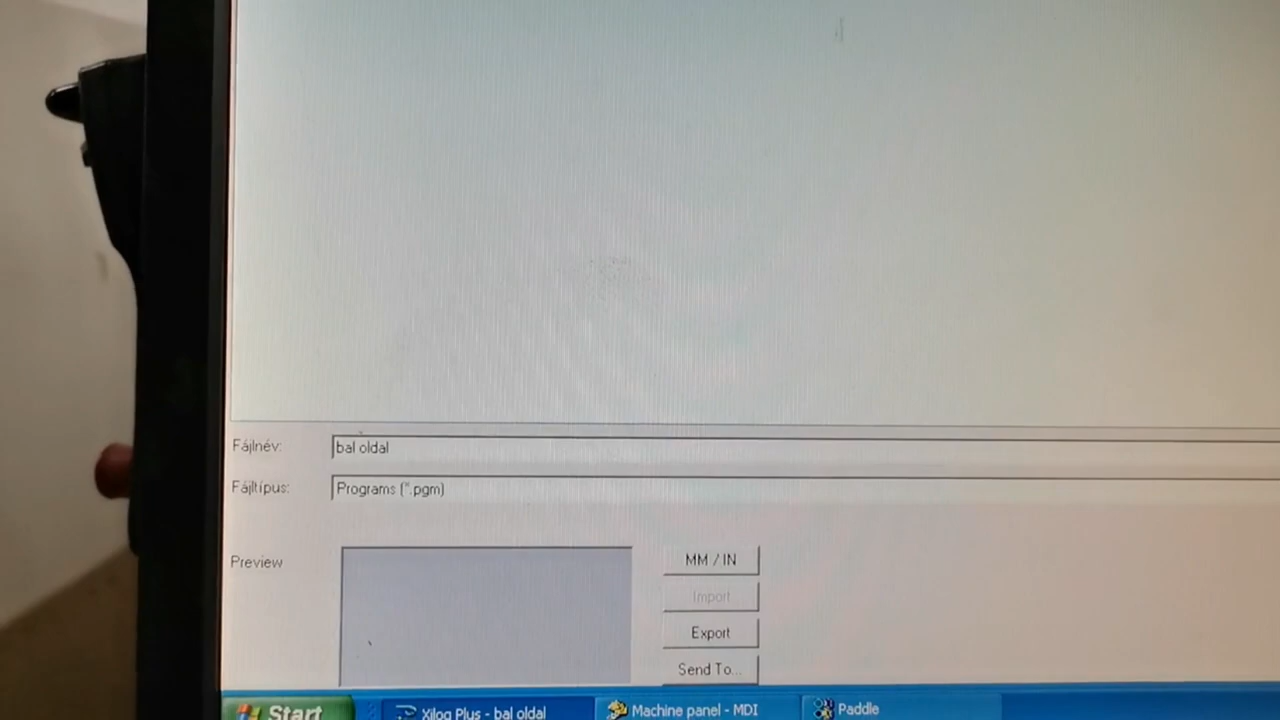 Fájlnév: bal oldal
Fájltípus: Programs (*.pgm)
Preview
MM / IN
Import
Export
Send To...
Start
Xilog Plus - bal oldal
Machine panel - MDI
Paddle